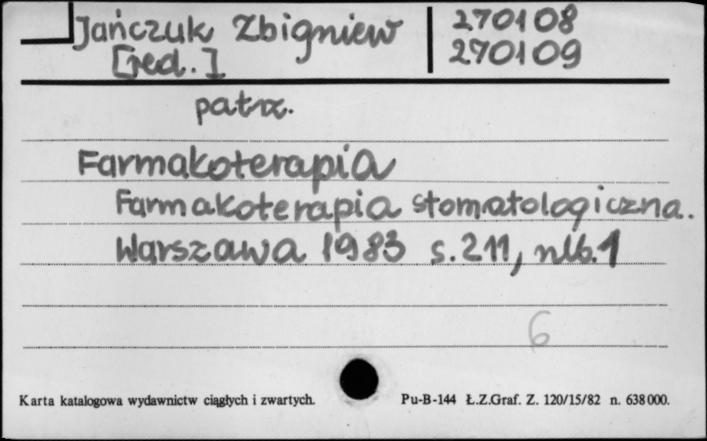 Jańczuk Zbigniew
[red.]
270108
270109
patrz.
Farmakoterapia
Farmakoterapia stomatologiczna.
Warszawa 1983 s.211, nlb.1
6
Karta katalogowa wydawnictw ciągłych i zwartych.
Pu-B-144 Ł.Z.Graf. Z. 120/15/82 n. 638000.